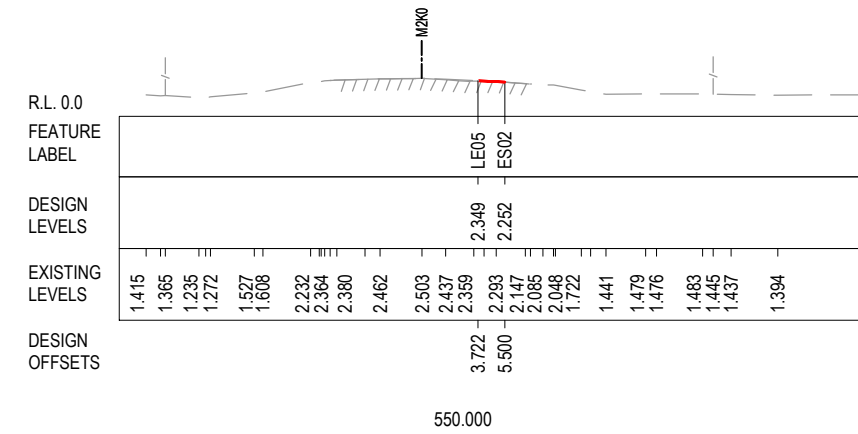 M2K0
R.L. 0.0
FEATURE
LABEL
LE05
ES02
DESIGN
LEVELS
2.349
2.252
EXISTING
LEVELS
1.415
1.365
1.235
1.272
1.527
1.608
2.232
2.364
2.380
2.462
2.503
2.437
2.359
2.293
2.147
2.085
2.048
1.722
1.441
1.479
1.476
1.483
1.445
1.437
1.394
DESIGN
OFFSETS
3.722
5.500
550.000